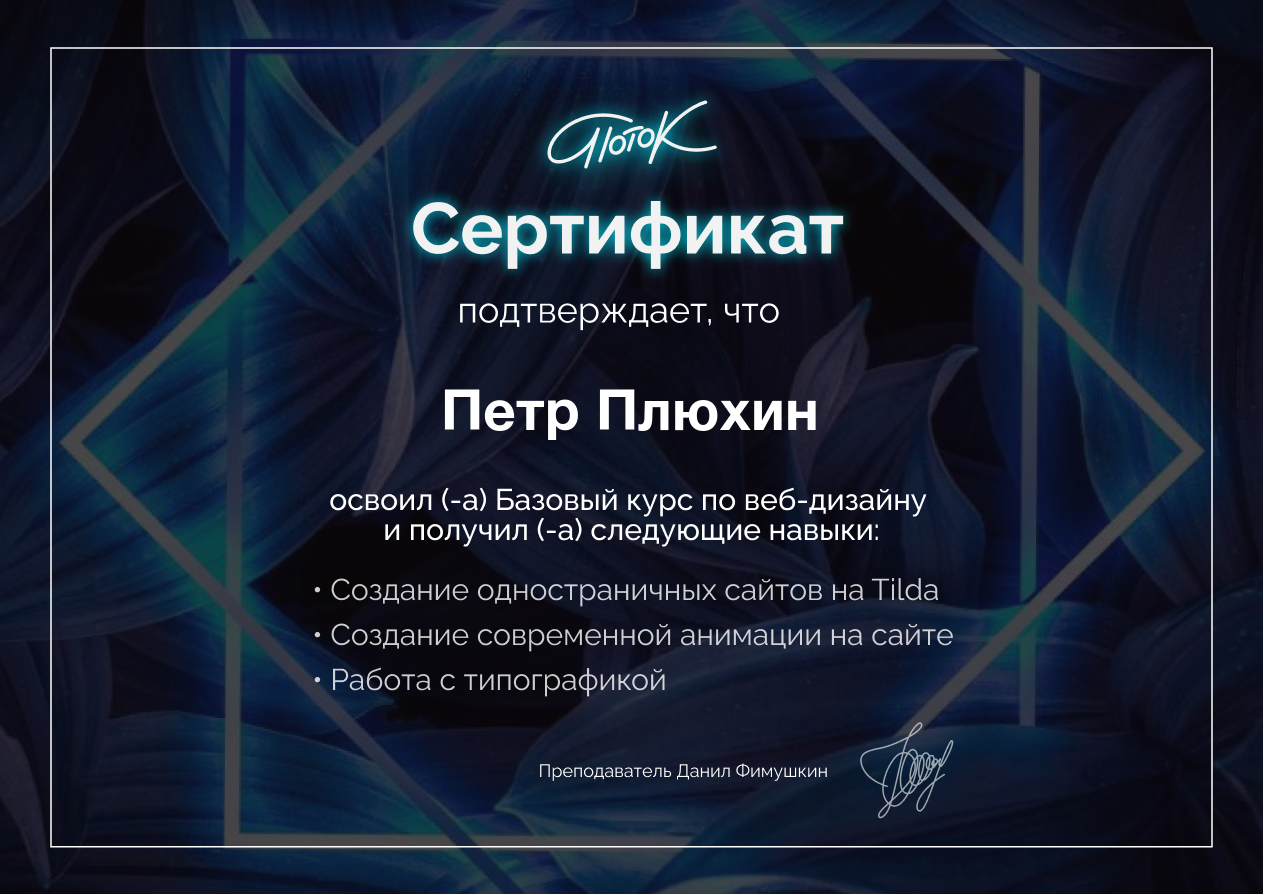 Поток
Сертификат
подтверждает, что
Петр Плюхин
освоил (-а) Базовый курс по веб-дизайну
и получил (-а) следующие навыки:
• Создание одностраничных сайтов на Tilda
• Создание современной анимации на сайте
• Работа с типографикой
Преподаватель Данил Фимушкин